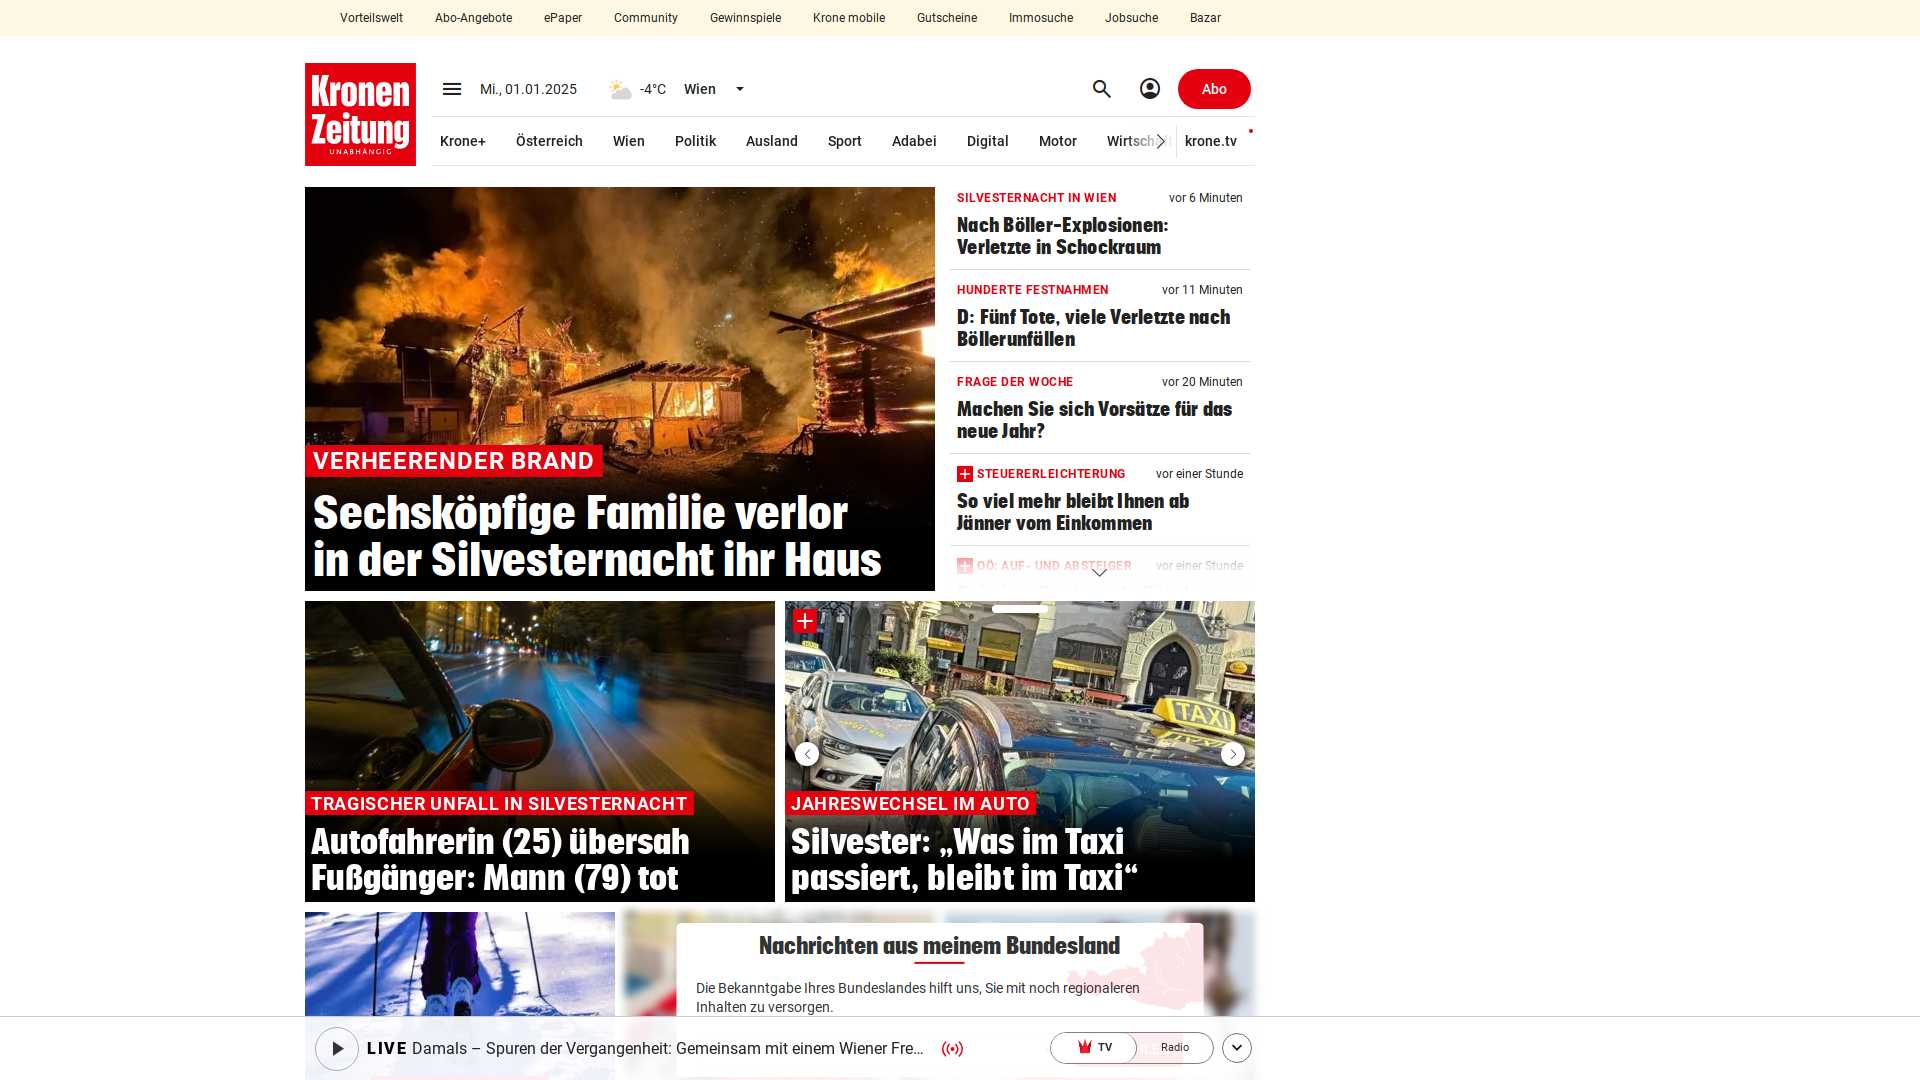 Vorteilswelt Abo-Angebote ePaper Community Gewinnspiele Krone mobile Gutscheine Immosuche Jobsuche Bazar
Kronen
Zeitung
UNABHÄNGIG
Mi., 01.01.2025 -4°C Wien
Abo
Krone+ Österreich Wien Politik Ausland Sport Adabei Digital Motor Wirtschaft krone.tv
VERHEERENDER BRAND
Sechsköpfige Familie verlor
in der Silvesternacht ihr Haus
SILVESTERNACHT IN WIEN vor 6 Minuten
Nach Böller-Explosionen:
Verletzte in Schockraum
HUNDERTE FESTNAHMEN vor 11 Minuten
D: Fünf Tote, viele Verletzte nach
Böllerunfällen
FRAGE DER WOCHE vor 20 Minuten
Machen Sie sich Vorsätze für das
neue Jahr?
STEUERERLEICHTERUNG vor einer Stunde
So viel mehr bleibt Ihnen ab
Jänner vom Einkommen
OÖ: AUF- UND ABSTEIGER vor einer Stunde
TRAGISCHER UNFALL IN SILVESTERNACHT
Autofahrerin (25) übersah
Fußgänger: Mann (79) tot
TAXI
JAHRESWECHSEL IM AUTO
Silvester: „Was im Taxi
passiert, bleibt im Taxi“
Nachrichten aus meinem Bundesland
Die Bekanntgabe Ihres Bundeslandes hilft uns, Sie mit noch regionaleren
Inhalten zu versorgen.
LIVE Damals – Spuren der Vergangenheit: Gemeinsam mit einem Wiener Fre...
TV Radio